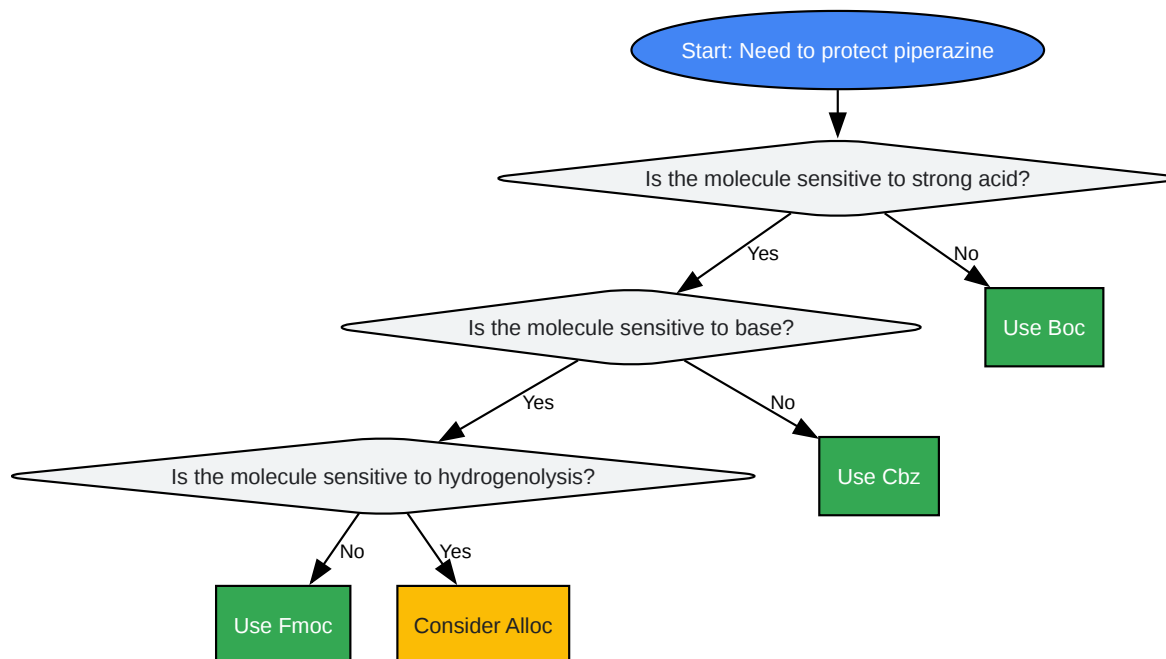 Start: Need to protect piperazine
Is the molecule sensitive to strong acid?
Yes
No
Is the molecule sensitive to base?
Use Boc
Yes
No
Is the molecule sensitive to hydrogenolysis?
Use Cbz
No
Yes
Use Fmoc
Consider Alloc